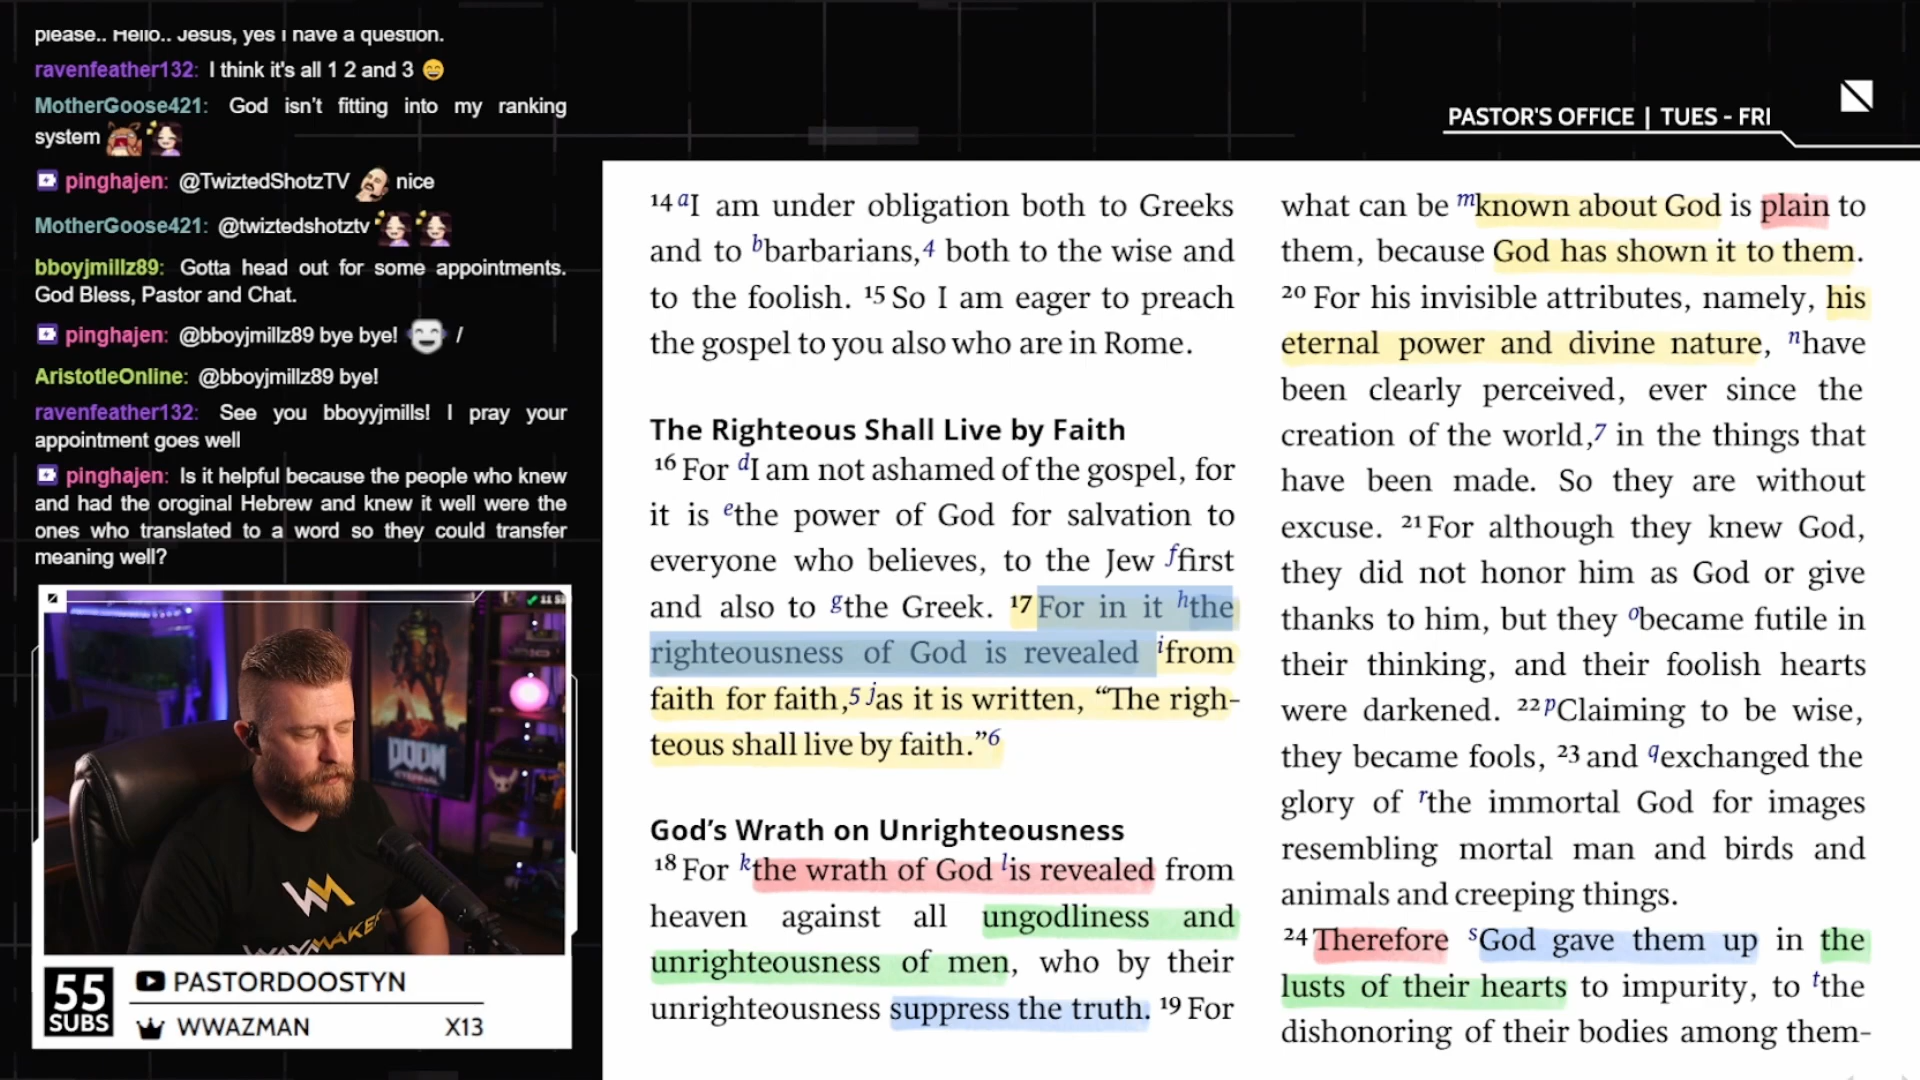 please.. Hello.. Jesus, yes I have a question.
ravenfeather132: I think it's all 1 2 and 3 😄
MotherGoose421: God isn't fitting into my ranking
system
pinghajen: @TwiztedShotzTV nice
MotherGoose421: @twiztedshotztv
bboyjmillz89: Gotta head out for some appointments.
God Bless, Pastor and Chat.
pinghajen: @bboyjmillz89 bye bye! /
AristotleOnline: @bboyjmillz89 bye!
ravenfeather132: See you bboyyjmills! I pray your
appointment goes well
pinghajen: Is it helpful because the people who knew
and had the oroginal Hebrew and knew it well were the
ones who translated to a word so they could transfer
meaning well?
DOOM
WM
WAYMAKER
55
SUBS
PASTORDOOSTYN
WWAZMAN X13
PASTOR'S OFFICE | TUES - FRI
14 aI am under obligation both to Greeks
and to bbarbarians,4 both to the wise and
to the foolish. 15 So I am eager to preach
the gospel to you also who are in Rome.
The Righteous Shall Live by Faith
16 For dI am not ashamed of the gospel, for
it is ethe power of God for salvation to
everyone who believes, to the Jew ffirst
and also to gthe Greek. 17 For in it hthe
righteousness of God is revealed ifrom
faith for faith,5 jas it is written, “The righ-
teous shall live by faith.”6
God’s Wrath on Unrighteousness
18 For kthe wrath of God lis revealed from
heaven against all ungodliness and
unrighteousness of men, who by their
unrighteousness suppress the truth. 19 For
what can be mknown about God is plain to
them, because God has shown it to them.
20 For his invisible attributes, namely, his
eternal power and divine nature, nhave
been clearly perceived, ever since the
creation of the world,7 in the things that
have been made. So they are without
excuse. 21 For although they knew God,
they did not honor him as God or give
thanks to him, but they obecame futile in
their thinking, and their foolish hearts
were darkened. 22 pClaiming to be wise,
they became fools, 23 and qexchanged the
glory of rthe immortal God for images
resembling mortal man and birds and
animals and creeping things.
24 Therefore sGod gave them up in the
lusts of their hearts to impurity, to tthe
dishonoring of their bodies among them-